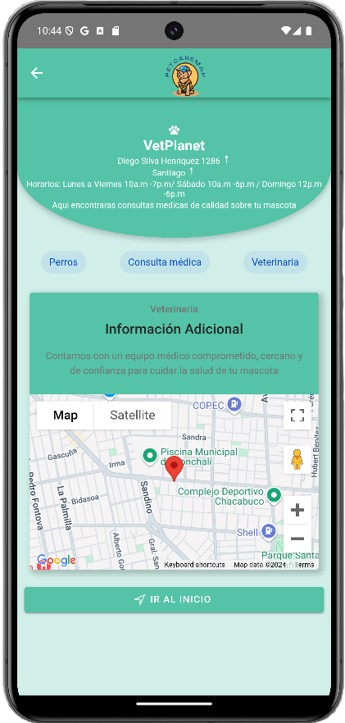 10:44
PETCAREMAP
VetPlanet
Diego Silva Henriquez 1286
Santiago
Horarios: Lunes a Viernes 10a.m -7p.m/ Sábado 10a.m -6p.m / Domingo 12p.m
-6p.m
Aqui encontraras consultas medicas de calidad sobre tu mascota
Perros
Consulta médica
Veterinaria
Veterinaria
Información Adicional
Contamos con un equipo médico comprometido, cercano y
de confianza para cuidar la salud de tu mascota
Map
Satellite
COPEC
Sandra
Gascuña
Irma
Piscina Municipal
Hubert Benitez
Pedro Fontova
La Palmilla
Bidasoa
Sandino
Complejo Deportivo
Chacabuco
Alberto Go
Gral. San
Shell
Parque Santa
Google
Keyboard shortcuts
Map data ©2024
Terms
IR AL INICIO